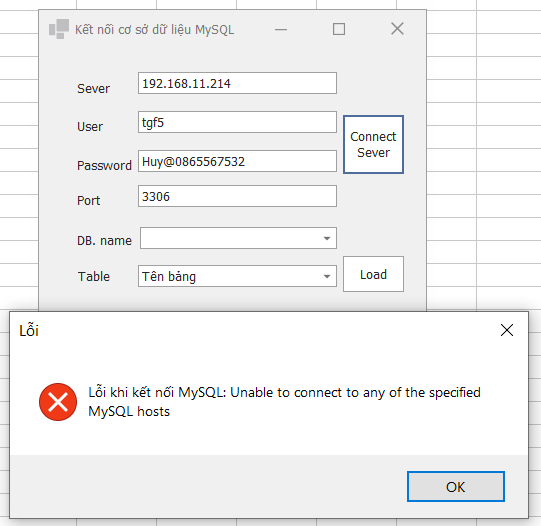 Kết nối cơ sở dữ liệu MySQL
Sever 192.168.11.214
User tgf5
Connect
Sever
Password Huy@0865567532
Port 3306
DB. name
Table Tên bảng Load
Lỗi
Lỗi khi kết nối MySQL: Unable to connect to any of the specified
MySQL hosts
OK